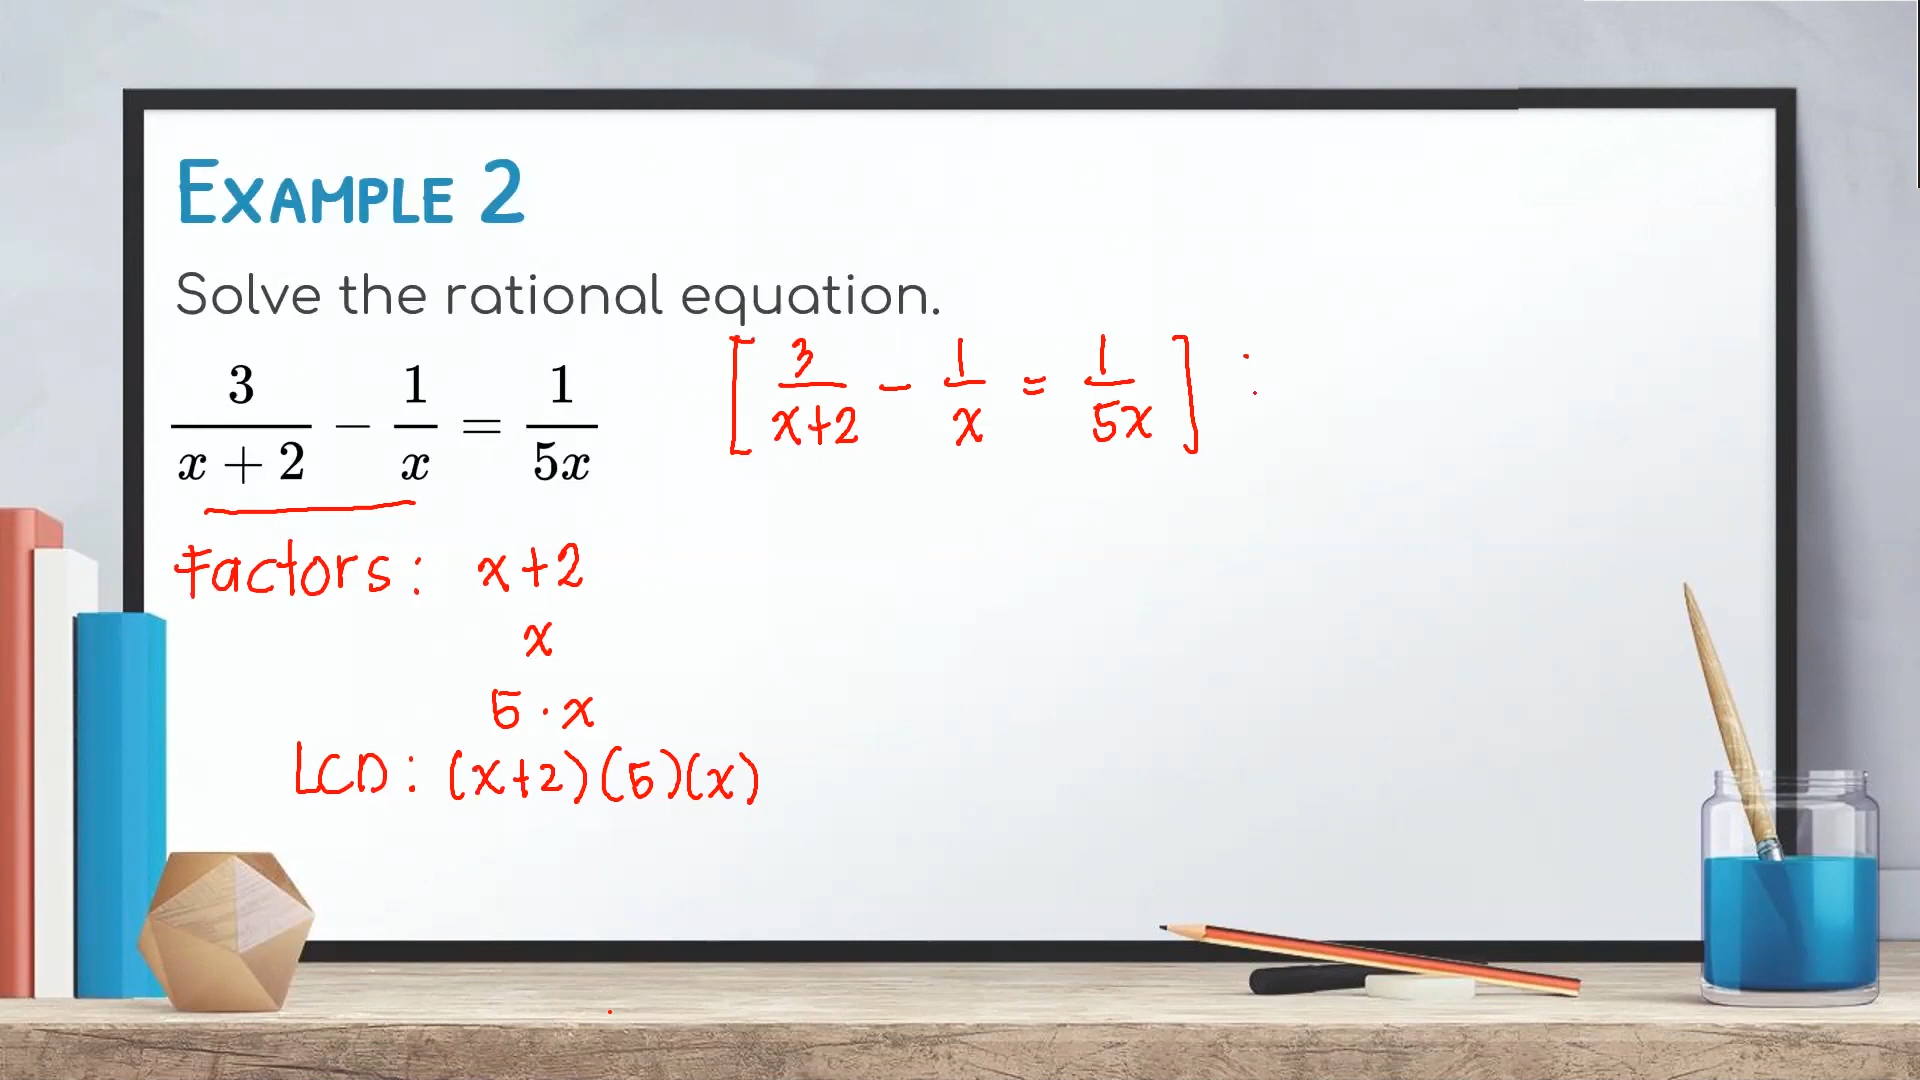 EXAMPLE 2
Solve the rational equation.
3/(x + 2) − 1/x = 1/(5x)
[3/(x+2) − 1/x = 1/(5x)] :
Factors: x+2
x
5 · x
LCD: (x+2)(5)(x)